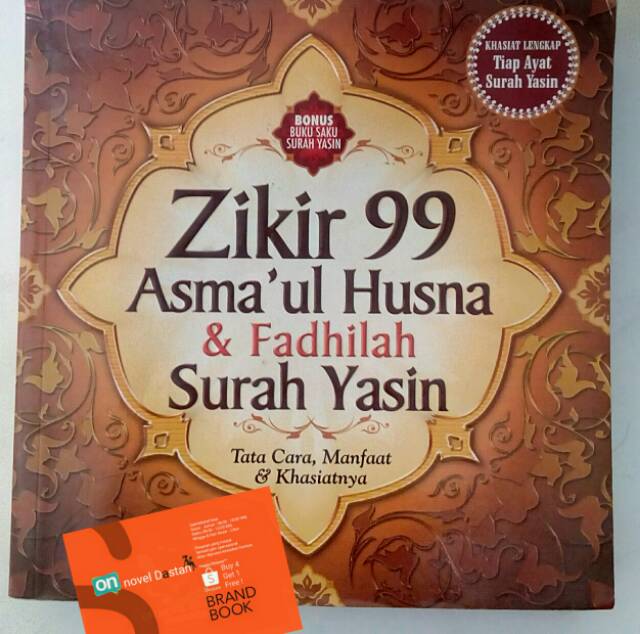 KHASIAT LENGKAP
Tiap Ayat
Surah Yasin
BONUS
BUKU SAKU
SURAH YASIN
Zikir 99
Asma'ul Husna
& Fadhilah
Surah Yasin
Tata Cara, Manfaat
& Khasiatnya
on novel Dastan
Buy 4
Get 1
Free !
BRAND
BOOK